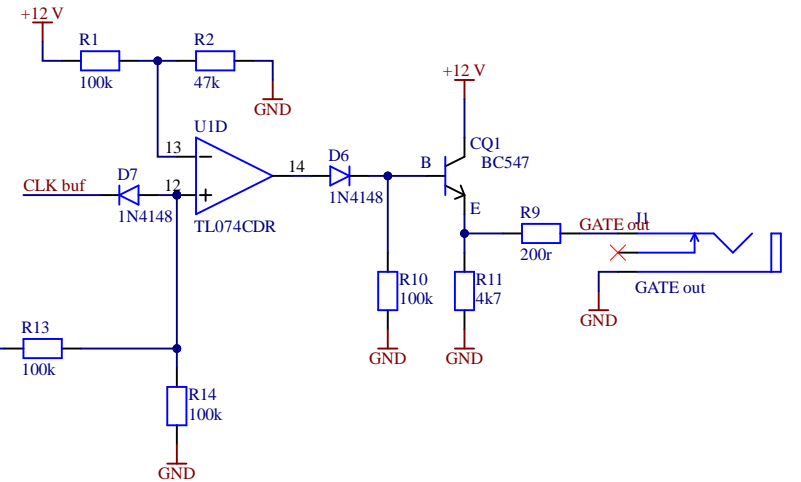 +12 V
R1
100k
R2
47k
GND
U1D
13
12
14
TL074CDR
CLK buf
D7
1N4148
D6
1N4148
+12 V
CQ1
BC547
B
E
R9
200r
GATE out
J1
GATE out
GND
R10
100k
GND
R11
4k7
GND
R13
100k
R14
100k
GND